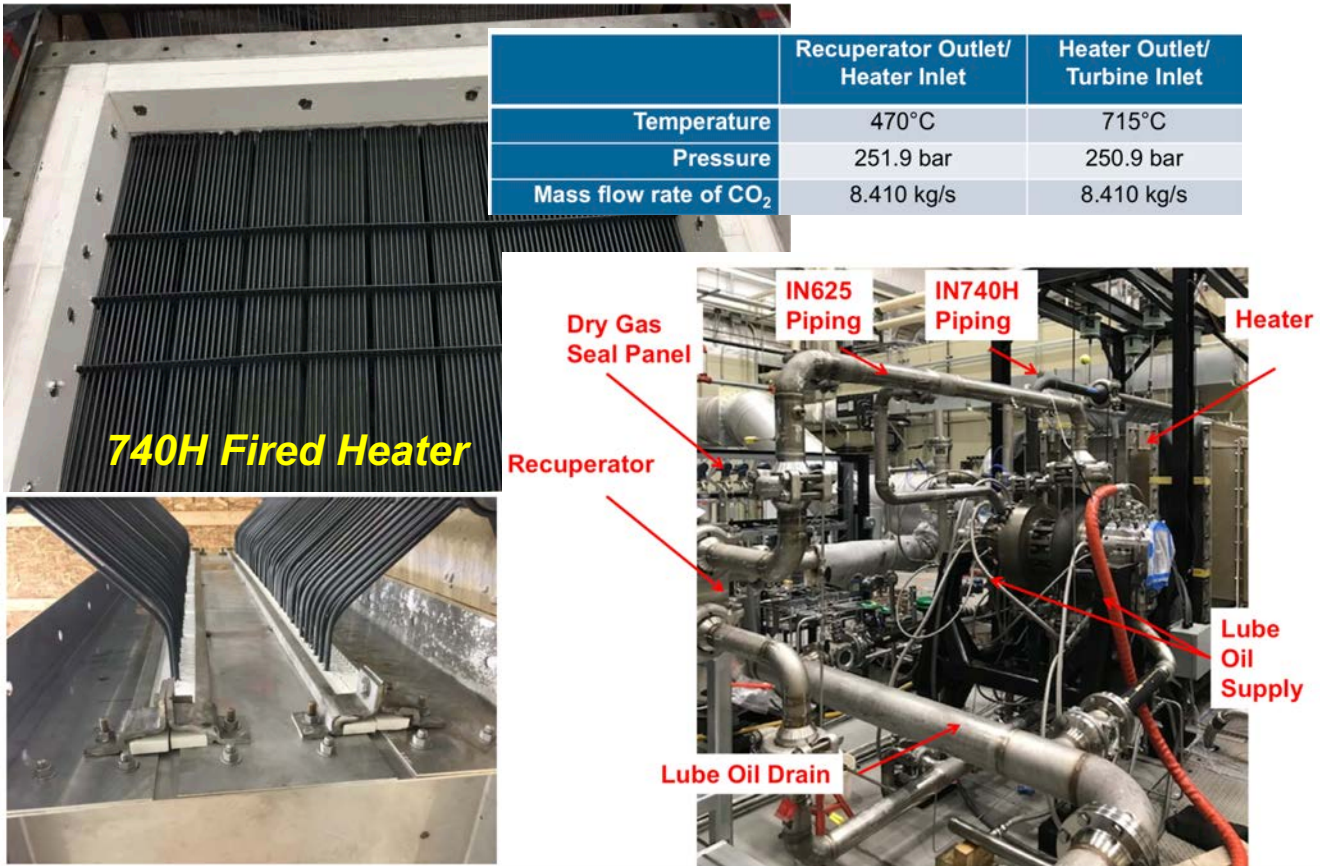 Recuperator Outlet/ Heater Outlet/
Heater Inlet Turbine Inlet
Temperature 470°C 715°C
Pressure 251.9 bar 250.9 bar
Mass flow rate of CO₂ 8.410 kg/s 8.410 kg/s
740H Fired Heater
IN625
Piping
IN740H
Piping
Heater
Dry Gas
Seal Panel
Recuperator
Lube
Oil
Supply
Lube Oil Drain